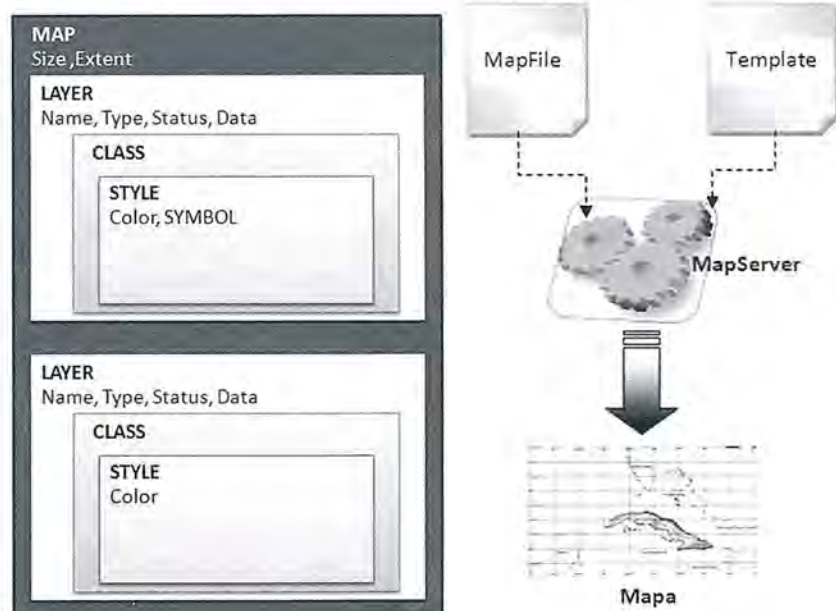 MAP
Size ,Extent
LAYER
Name, Type, Status, Data
CLASS
STYLE
Color, SYMBOL
LAYER
Name, Type, Status, Data
CLASS
STYLE
Color
MapFile
Template
MapServer
Mapa